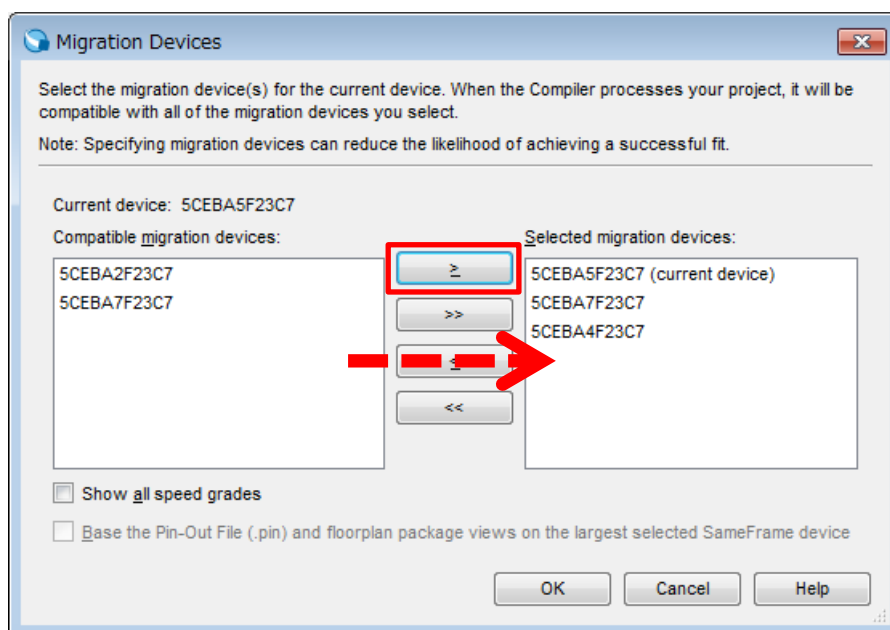 Migration Devices
Select the migration device(s) for the current device. When the Compiler processes your project, it will be
compatible with all of the migration devices you select.
Note: Specifying migration devices can reduce the likelihood of achieving a successful fit.
Current device: 5CEBA5F23C7
Compatible migration devices:
Selected migration devices:
5CEBA2F23C7
5CEBA7F23C7
>
>>
<
<<
5CEBA5F23C7 (current device)
5CEBA7F23C7
5CEBA4F23C7
Show all speed grades
Base the Pin-Out File (.pin) and floorplan package views on the largest selected SameFrame device
OK
Cancel
Help